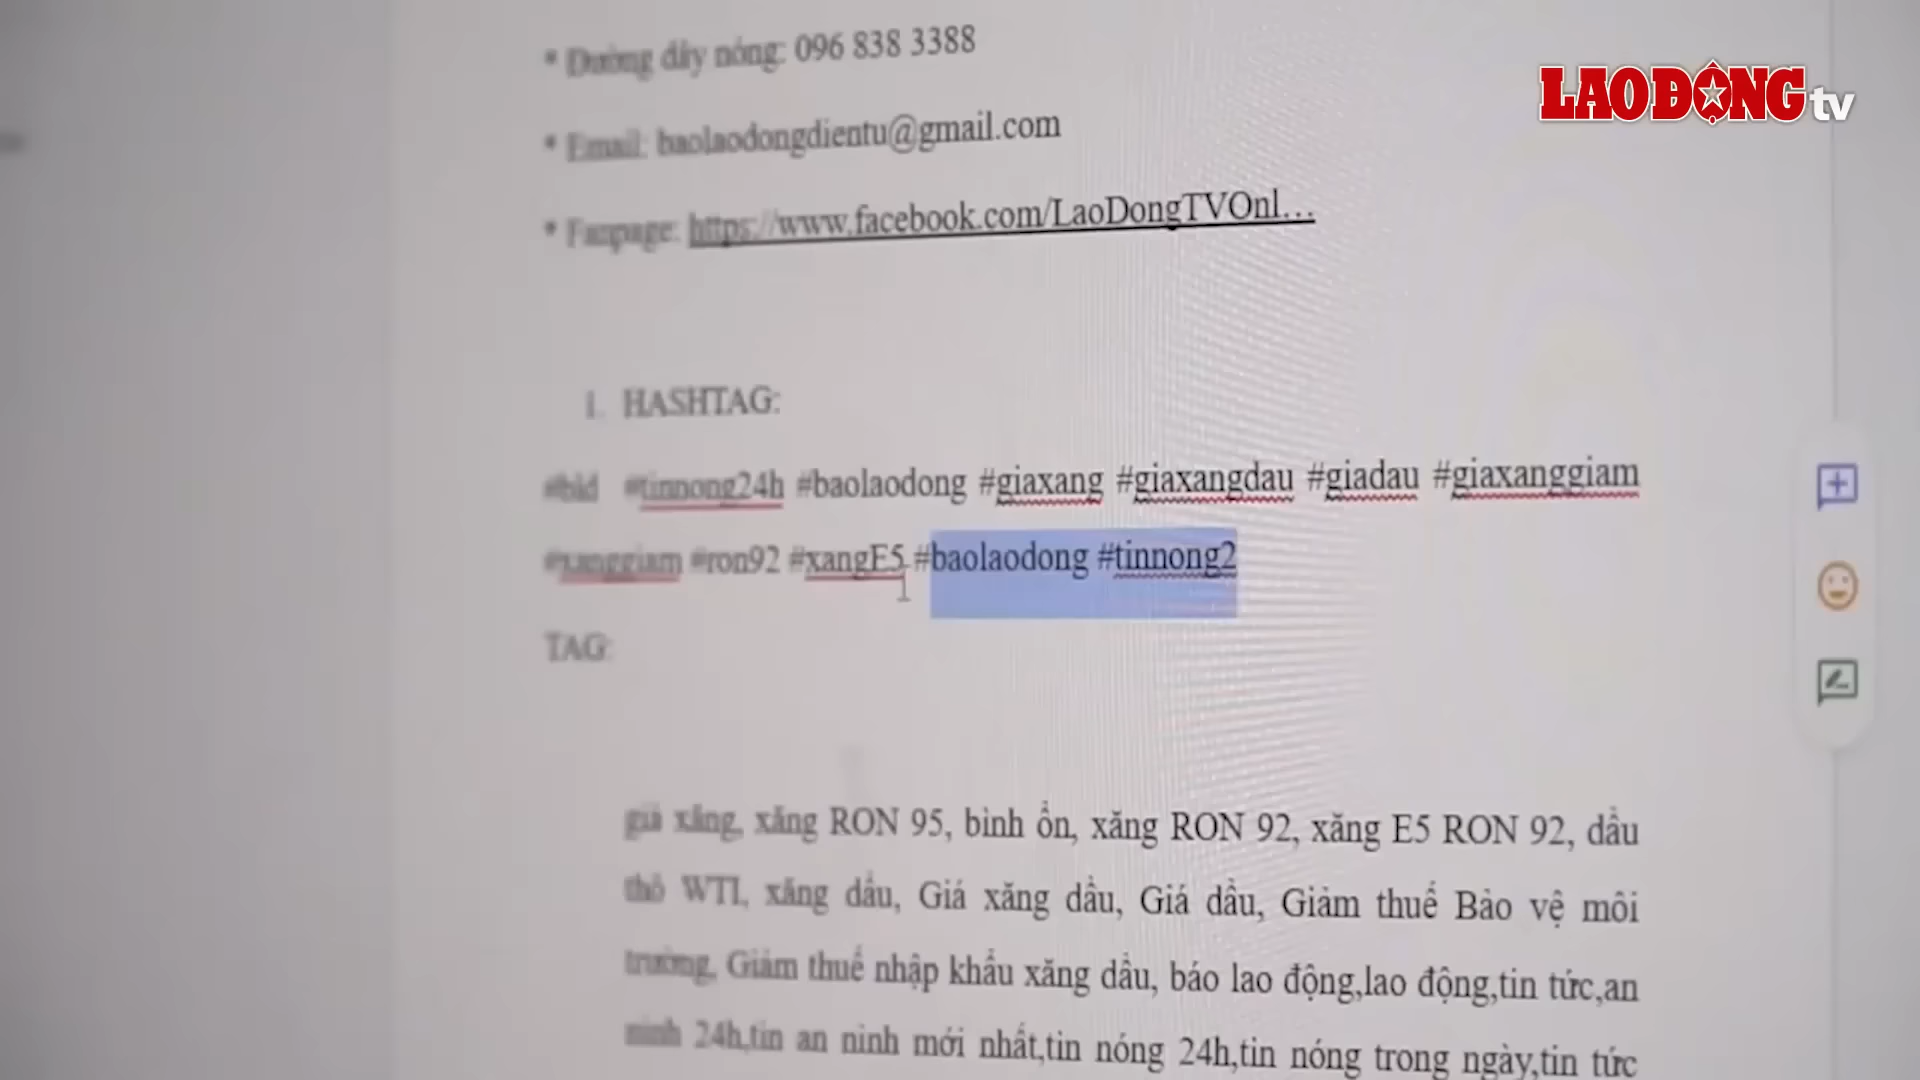 * Đường dây nóng: 096 838 3388
LAO ĐỘNG tv
* Email: baolaodongdientu@gmail.com
* Fanpage: https://www.facebook.com/LaoDongTVOnl...
1. HASHTAG:
#bld #tinnong24h #baolaodong #giaxang #giaxangdau #giadau #giaxanggiam
#xanggiam #ron92 #xangE5 #baolaodong #tinnong2
TAG:
giá xăng, xăng RON 95, bình ổn, xăng RON 92, xăng E5 RON 92, dầu
thô WTI, xăng dầu, Giá xăng dầu, Giá dầu, Giảm thuế Bảo vệ môi
trường, Giảm thuế nhập khẩu xăng dầu, báo lao động,lao động,tin tức,an
ninh 24h,tin an ninh mới nhất,tin nóng 24h,tin nóng trong ngày,tin tức